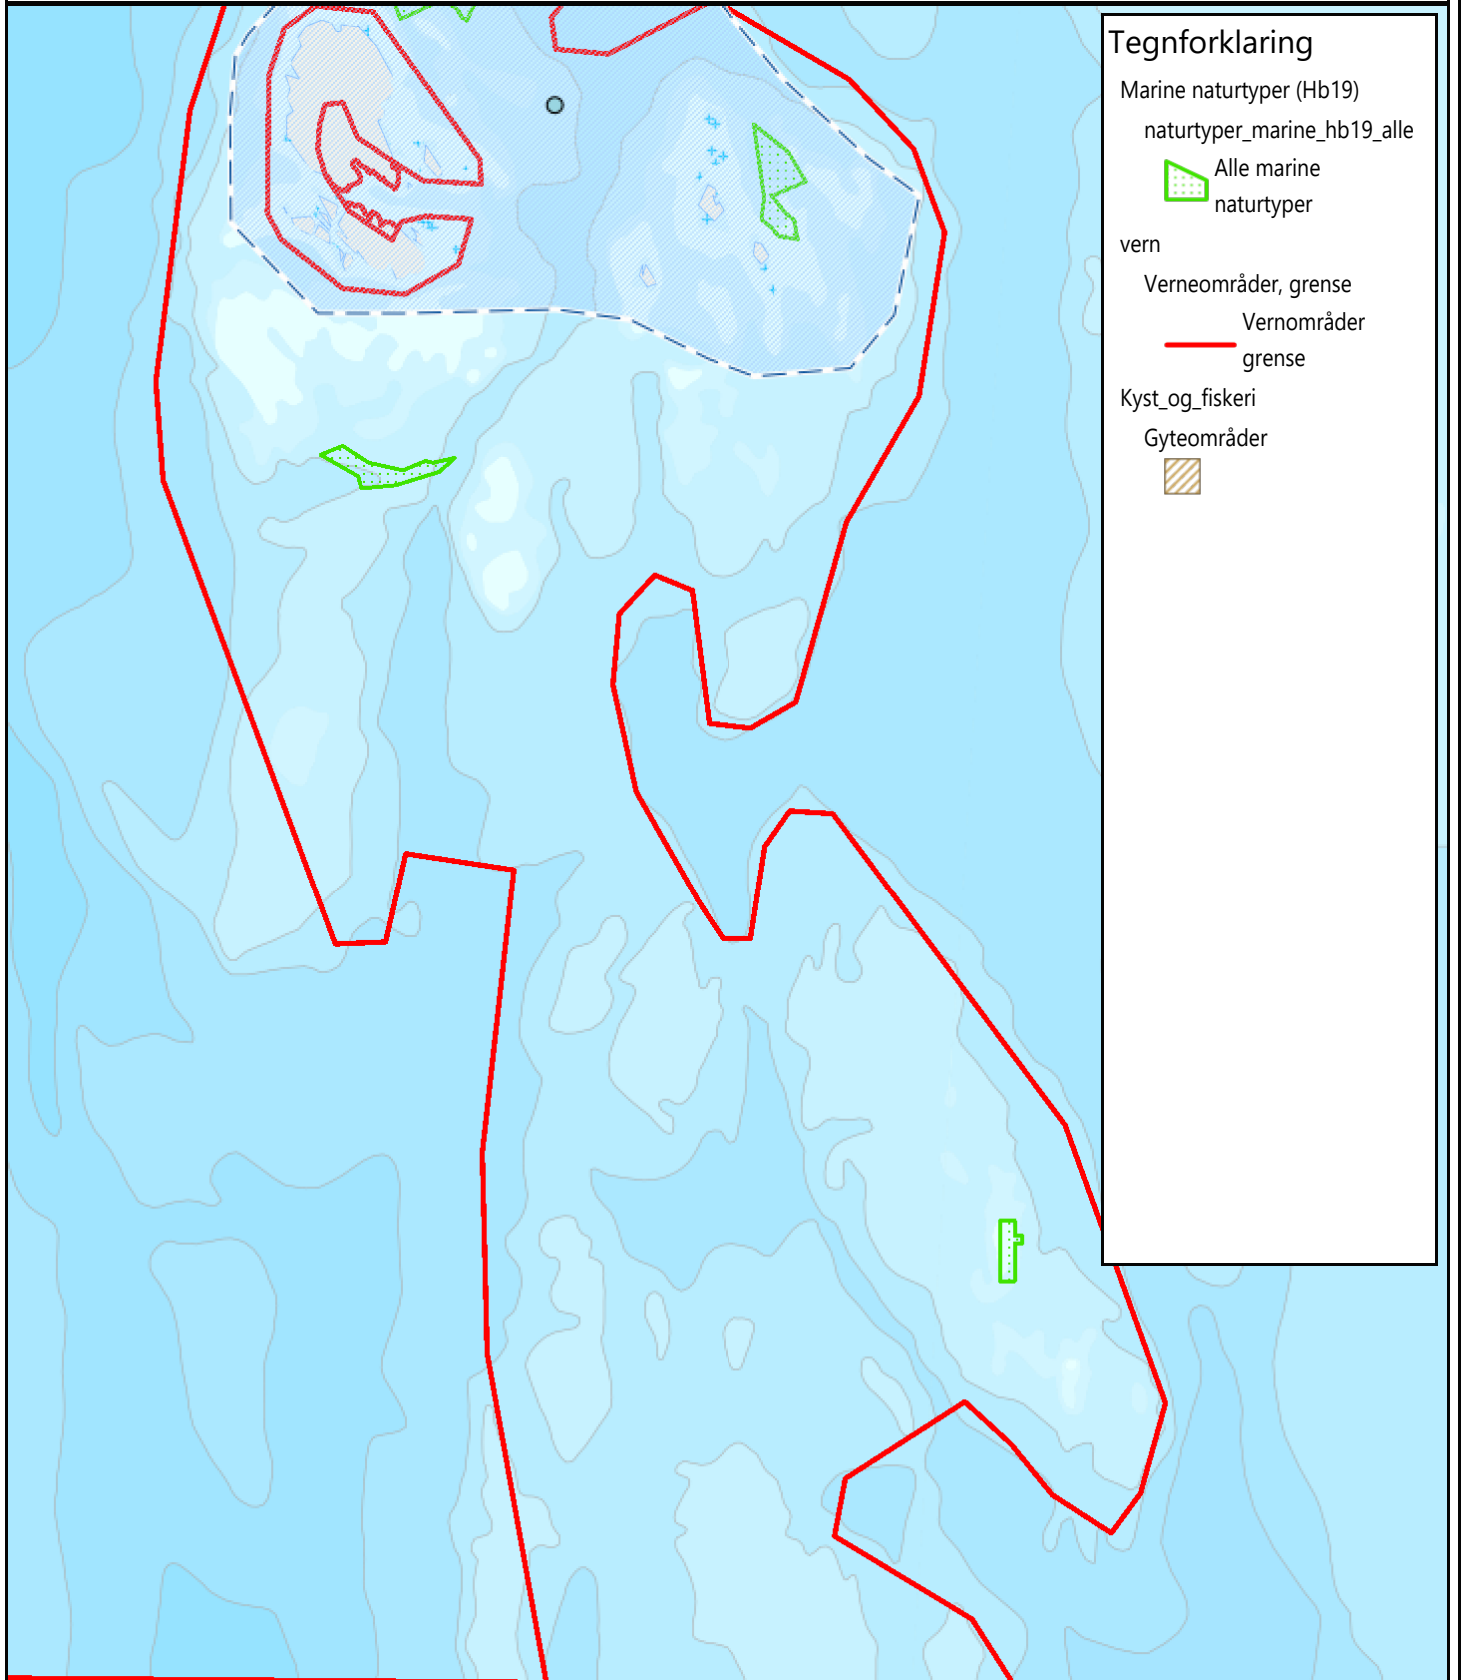 Tegnforklaring
Marine naturtyper (Hb19)
naturtyper_marine_hb19_alle
Alle marine
naturtyper
vern
Verneområder, grense
Vernområder
grense
Kyst_og_fiskeri
Gyteområder